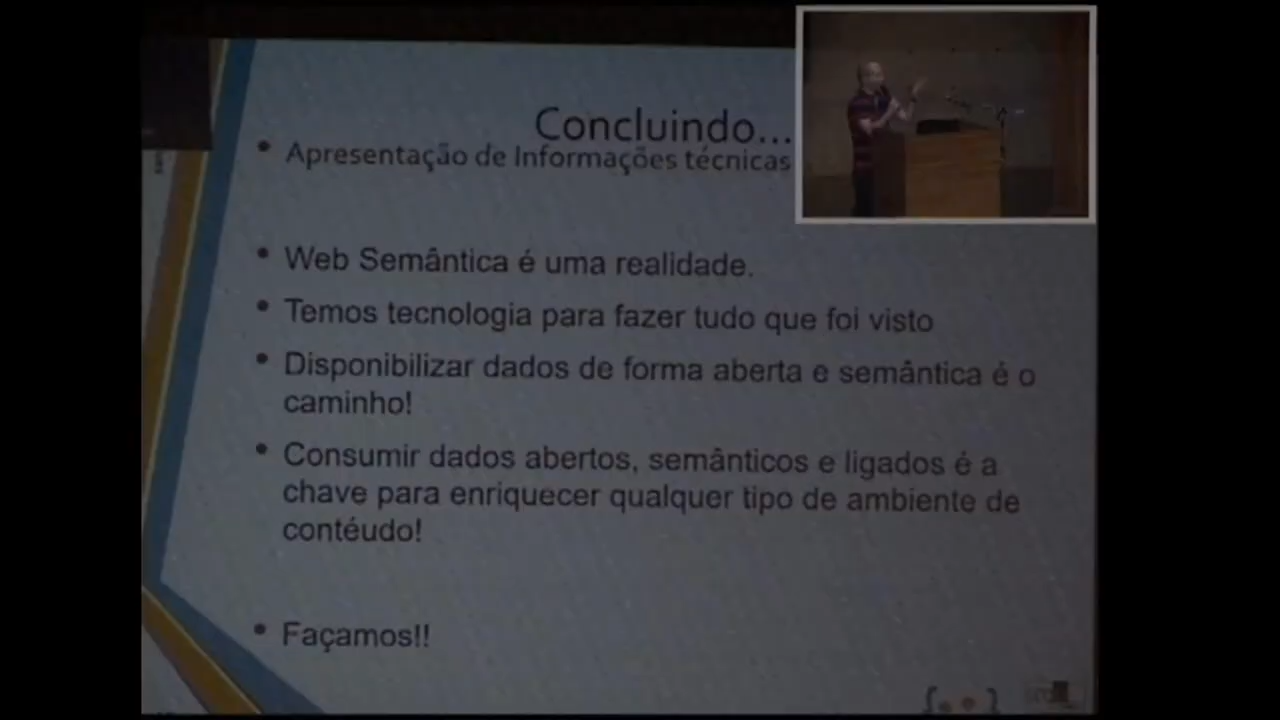 Concluindo...
• Apresentação de Informações técnicas
• Web Semântica é uma realidade.
• Temos tecnologia para fazer tudo que foi visto
• Disponibilizar dados de forma aberta e semântica é o
caminho!
• Consumir dados abertos, semânticos e ligados é a
chave para enriquecer qualquer tipo de ambiente de
contéudo!
• Façamos!!